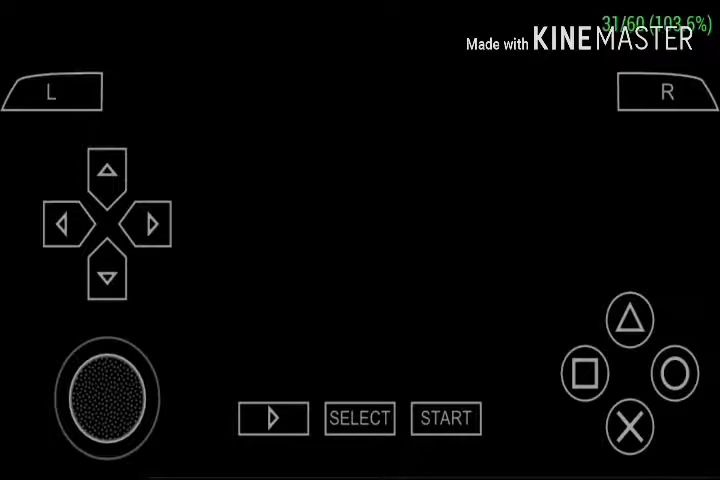 31/60 (103.6%)
Made with KINEMASTER
L
R
SELECT
START